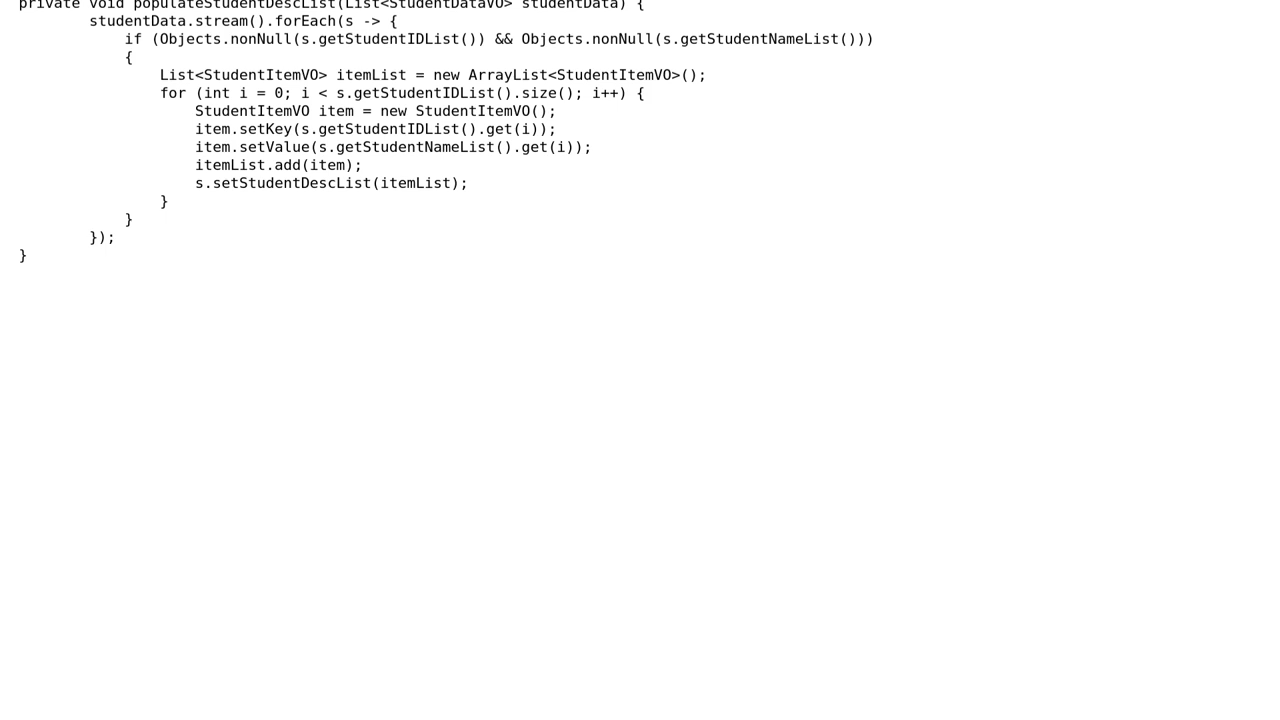 private void populateStudentDescList(List<StudentDataVO> studentData) {
        studentData.stream().forEach(s -> {
            if (Objects.nonNull(s.getStudentIDList()) && Objects.nonNull(s.getStudentNameList()))
            {
                List<StudentItemVO> itemList = new ArrayList<StudentItemVO>();
                for (int i = 0; i < s.getStudentIDList().size(); i++) {
                    StudentItemVO item = new StudentItemVO();
                    item.setKey(s.getStudentIDList().get(i));
                    item.setValue(s.getStudentNameList().get(i));
                    itemList.add(item);
                    s.setStudentDescList(itemList);
                }
            }
        });
}